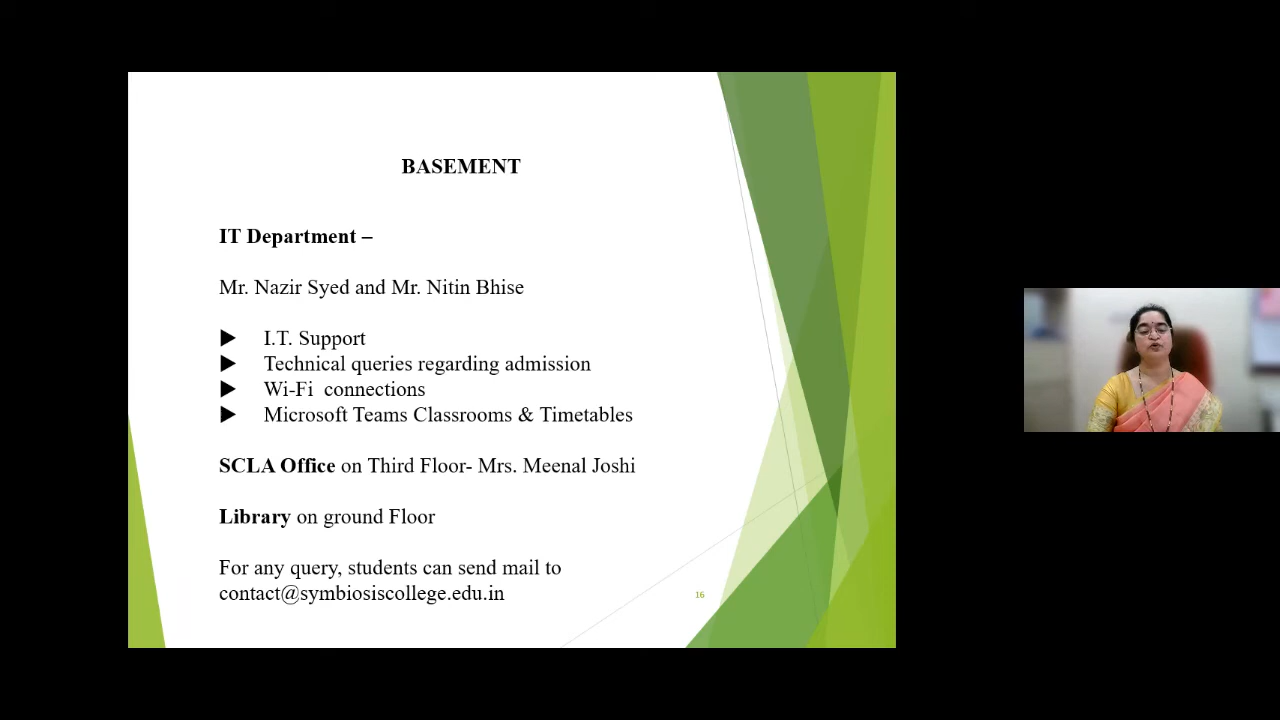 BASEMENT
IT Department –
Mr. Nazir Syed and Mr. Nitin Bhise
I.T. Support
Technical queries regarding admission
Wi-Fi connections
Microsoft Teams Classrooms & Timetables
SCLA Office on Third Floor- Mrs. Meenal Joshi
Library on ground Floor
For any query, students can send mail to
contact@symbiosiscollege.edu.in
16